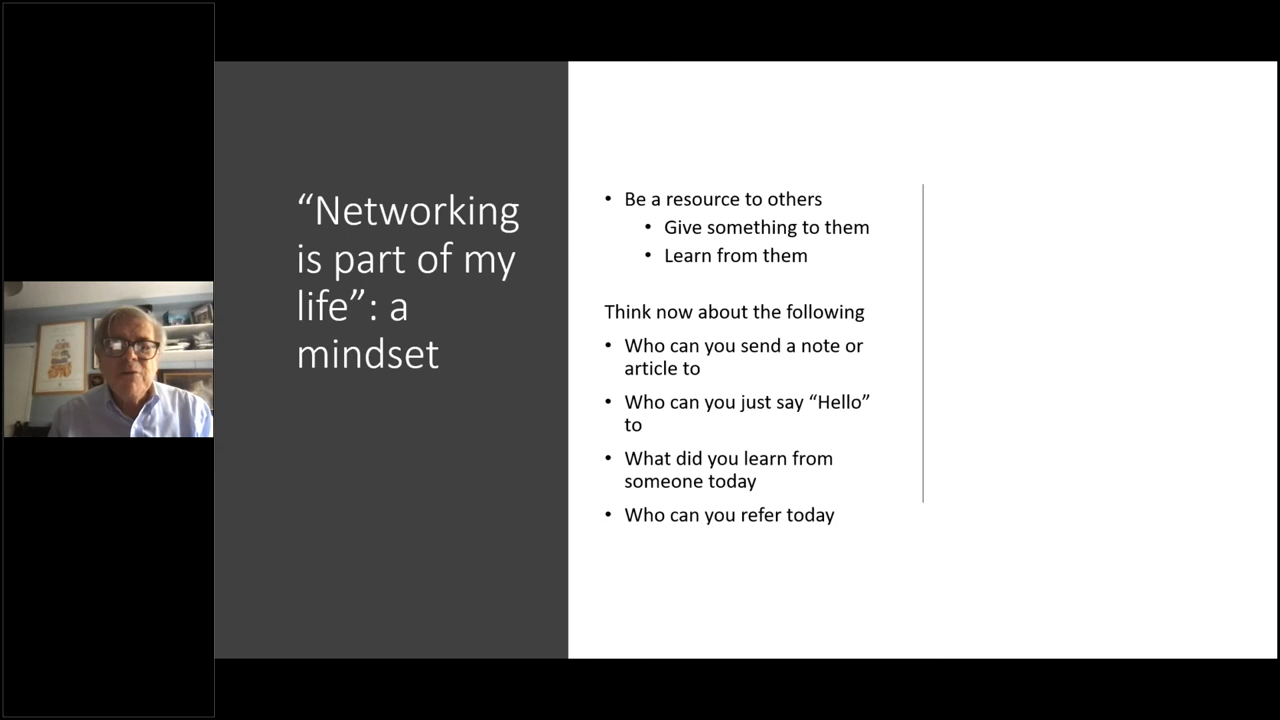 “Networking
is part of my
life”: a
mindset
• Be a resource to others
• Give something to them
• Learn from them
Think now about the following
• Who can you send a note or
article to
• Who can you just say “Hello”
to
• What did you learn from
someone today
• Who can you refer today